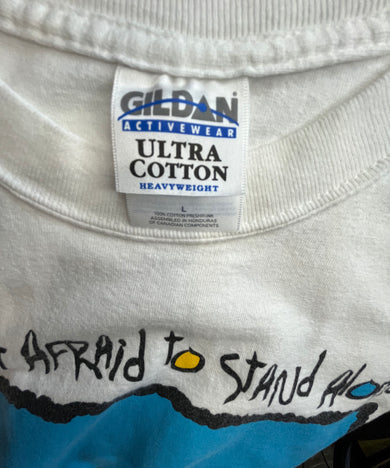 GILDAN
ACTIVEWEAR
ULTRA
COTTON
HEAVYWEIGHT
L
100% COTTON PRESHRUNK
ASSEMBLED IN HONDURAS
OF CANADIAN COMPONENTS
AFRAID to STAND